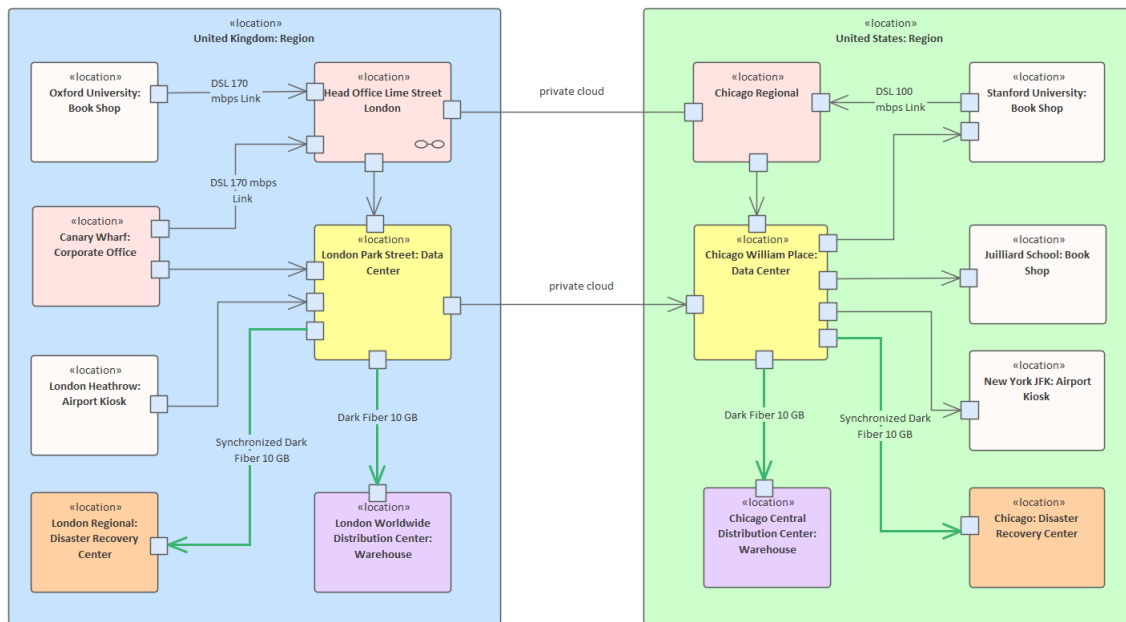 «location»
United Kingdom: Region
«location»
Oxford University:
Book Shop
DSL 170
mbps Link
«location»
Head Office Lime Street
London
DSL 170 mbps
Link
«location»
Canary Wharf:
Corporate Office
«location»
London Park Street: Data
Center
«location»
London Heathrow:
Airport Kiosk
Synchronized Dark
Fiber 10 GB
Dark Fiber 10 GB
«location»
London Regional:
Disaster Recovery
Center
«location»
London Worldwide
Distribution Center:
Warehouse
private cloud
private cloud
«location»
United States: Region
«location»
Chicago Regional
DSL 100
mbps Link
«location»
Stanford University:
Book Shop
«location»
Chicago William Place:
Data Center
«location»
Juilliard School: Book
Shop
«location»
New York JFK: Airport
Kiosk
Dark Fiber 10 GB
Synchronized Dark
Fiber 10 GB
«location»
Chicago Central
Distribution Center:
Warehouse
«location»
Chicago: Disaster
Recovery Center